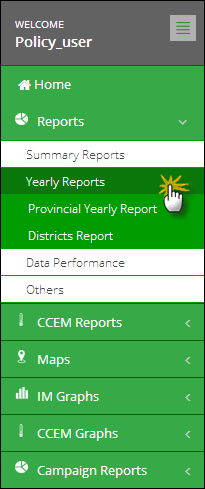 WELCOME
Policy_user
Home
Reports
Summary Reports
Yearly Reports
Provincial Yearly Report
Districts Report
Data Performance
Others
CCEM Reports
Maps
IM Graphs
CCEM Graphs
Campaign Reports